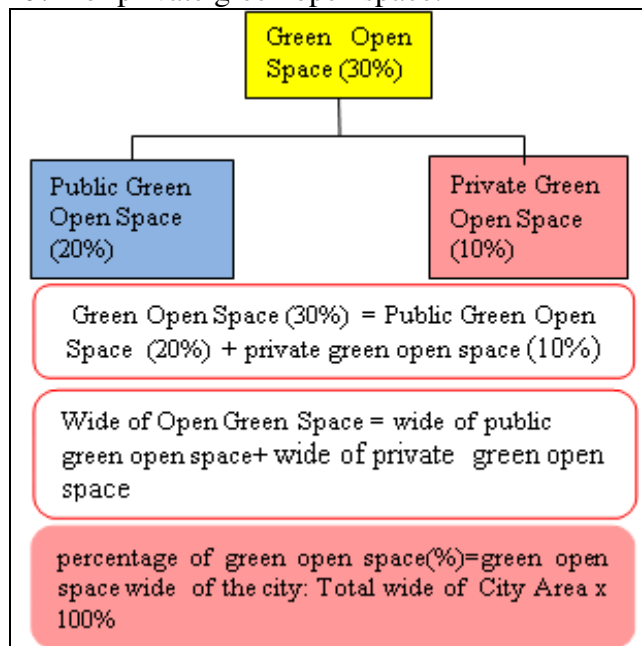 Green Open
Space (30%)
Public Green
Open Space
(20%)
Private Green
Open Space
(10%)
Green Open Space (30%) = Public Green Open
Space (20%) + private green open space (10%)
Wide of Open Green Space = wide of public
green open space+ wide of private green open
space
percentage of green open space(%)=green open
space wide of the city: Total wide of City Area x
100%